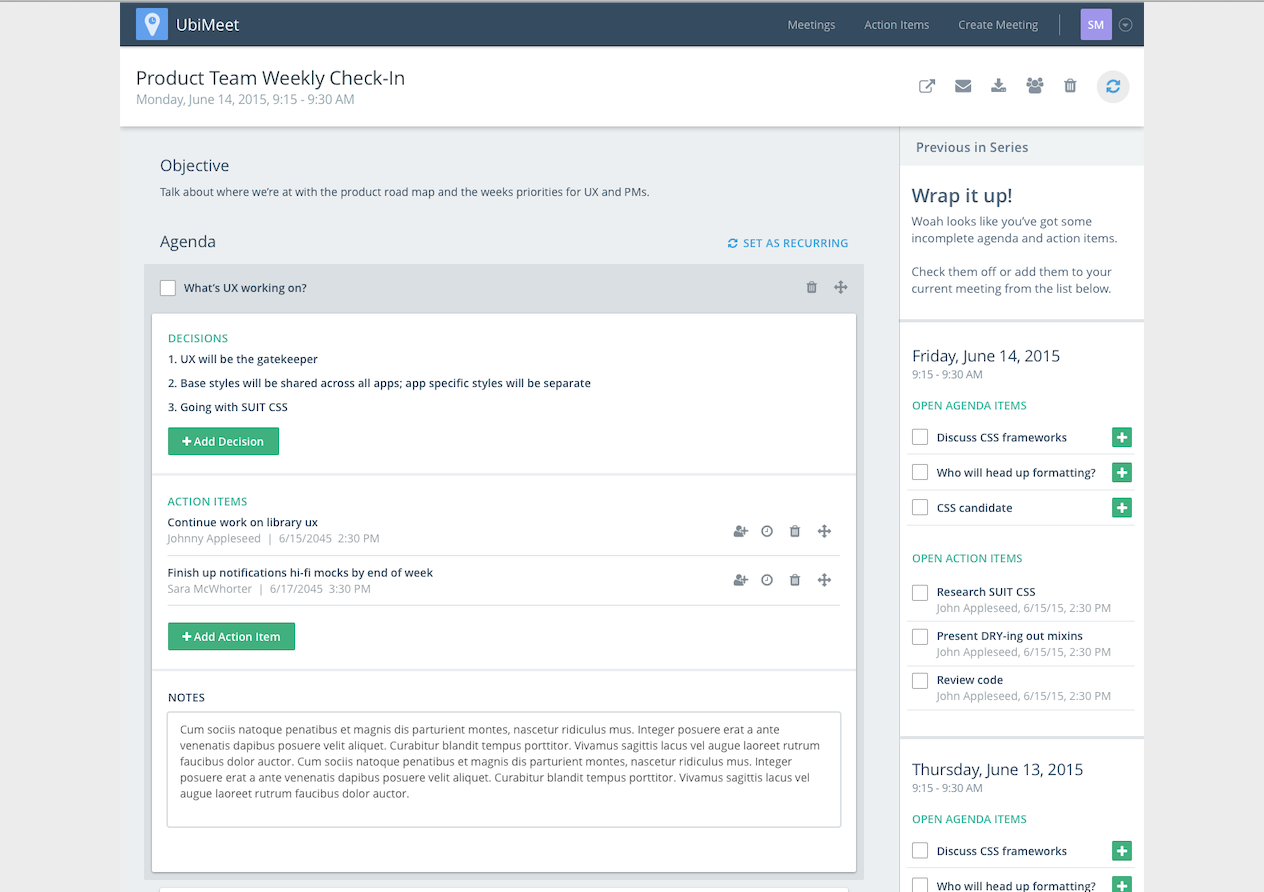 UbiMeet
Meetings
Action Items
Create Meeting
SM
Product Team Weekly Check-In
Monday, June 14, 2015, 9:15 - 9:30 AM
Objective
Talk about where we're at with the product road map and the weeks priorities for UX and PMs.
Agenda
SET AS RECURRING
What's UX working on?
DECISIONS
1. UX will be the gatekeeper
2. Base styles will be shared across all apps; app specific styles will be separate
3. Going with SUIT CSS
Add Decision
ACTION ITEMS
Continue work on library ux
Johnny Appleseed | 6/15/2045 2:30 PM
Finish up notifications hi-fi mocks by end of week
Sara McWhorter | 6/17/2045 3:30 PM
Add Action Item
NOTES
Cum sociis natoque penatibus et magnis dis parturient montes, nascetur ridiculus mus. Integer posuere erat a ante
venenatis dapibus posuere velit aliquet. Curabitur blandit tempus porttitor. Vivamus sagittis lacus vel augue laoreet rutrum
faucibus dolor auctor. Cum sociis natoque penatibus et magnis dis parturient montes, nascetur ridiculus mus. Integer
posuere erat a ante venenatis dapibus posuere velit aliquet. Curabitur blandit tempus porttitor. Vivamus sagittis lacus vel
augue laoreet rutrum faucibus dolor auctor.
Previous in Series
Wrap it up!
Woah looks like you've got some
incomplete agenda and action items.
Check them off or add them to your
current meeting from the list below.
Friday, June 14, 2015
9:15 - 9:30 AM
OPEN AGENDA ITEMS
Discuss CSS frameworks
Who will head up formatting?
CSS candidate
OPEN ACTION ITEMS
Research SUIT CSS
John Appleseed, 6/15/15, 2:30 PM
Present DRY-ing out mixins
John Appleseed, 6/15/15, 2:30 PM
Review code
John Appleseed, 6/15/15, 2:30 PM
Thursday, June 13, 2015
9:15 - 9:30 AM
OPEN AGENDA ITEMS
Discuss CSS frameworks
Who will head up formatting?